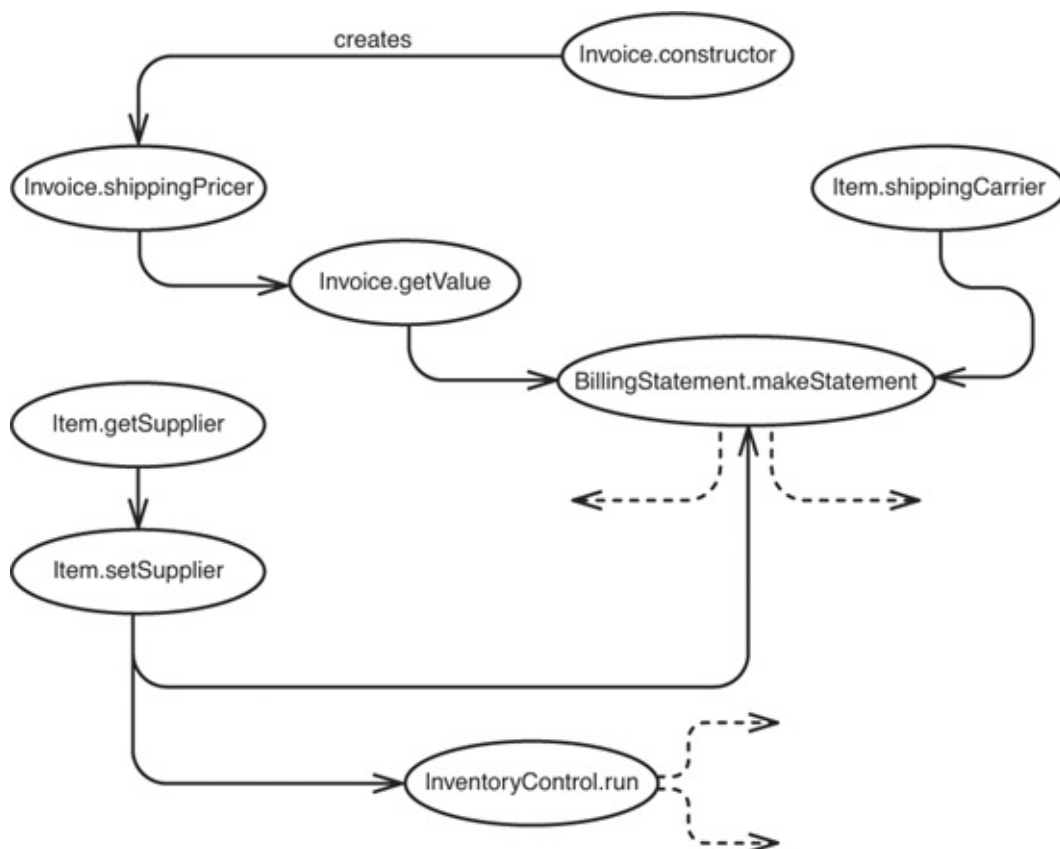 creates
Invoice.constructor
Invoice.shippingPricer
Item.shippingCarrier
Invoice.getValue
BillingStatement.makeStatement
Item.getSupplier
Item.setSupplier
InventoryControl.run